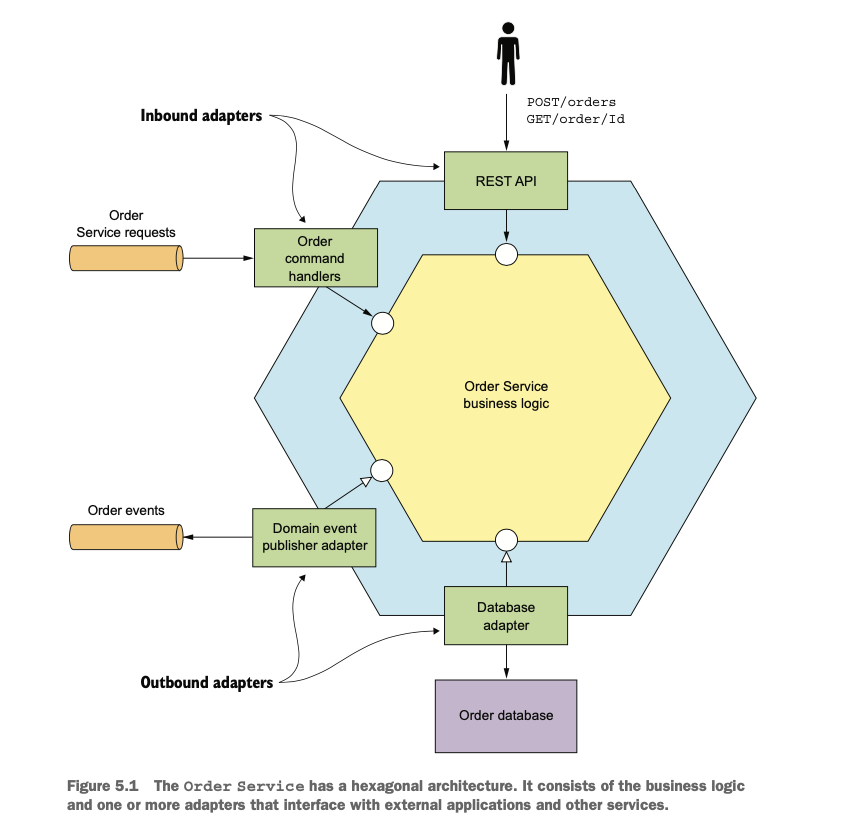 POST/orders
GET/order/Id
Inbound adapters
REST API
Order
Service requests
Order
command
handlers
Order Service
business logic
Order events
Domain event
publisher adapter
Database
adapter
Outbound adapters
Order database
Figure 5.1 The Order Service has a hexagonal architecture. It consists of the business logic
and one or more adapters that interface with external applications and other services.